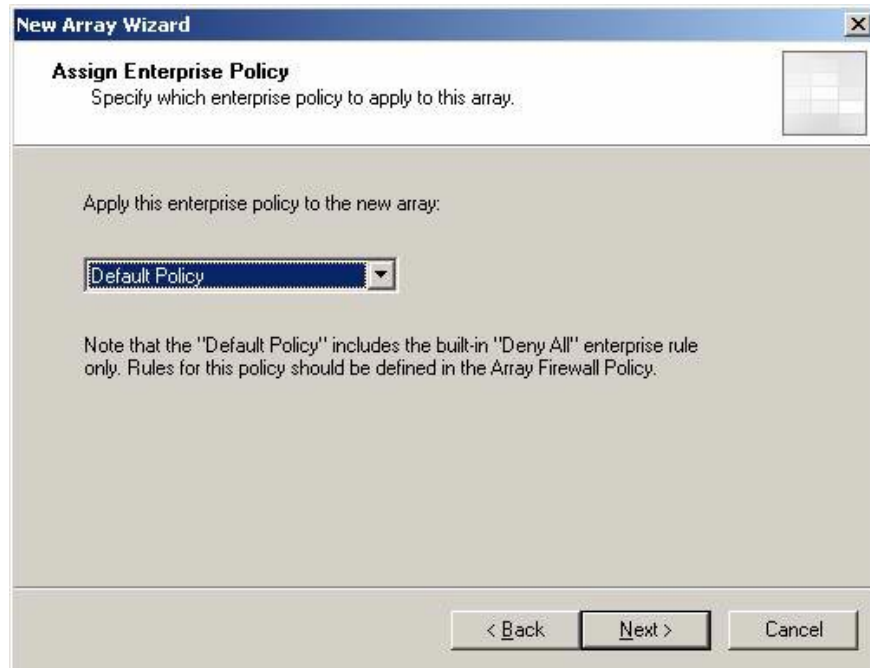 New Array Wizard
Assign Enterprise Policy
Specify which enterprise policy to apply to this array.
Apply this enterprise policy to the new array:
Default Policy
Note that the "Default Policy" includes the built-in "Deny All" enterprise rule
only. Rules for this policy should be defined in the Array Firewall Policy.
< Back
Next >
Cancel